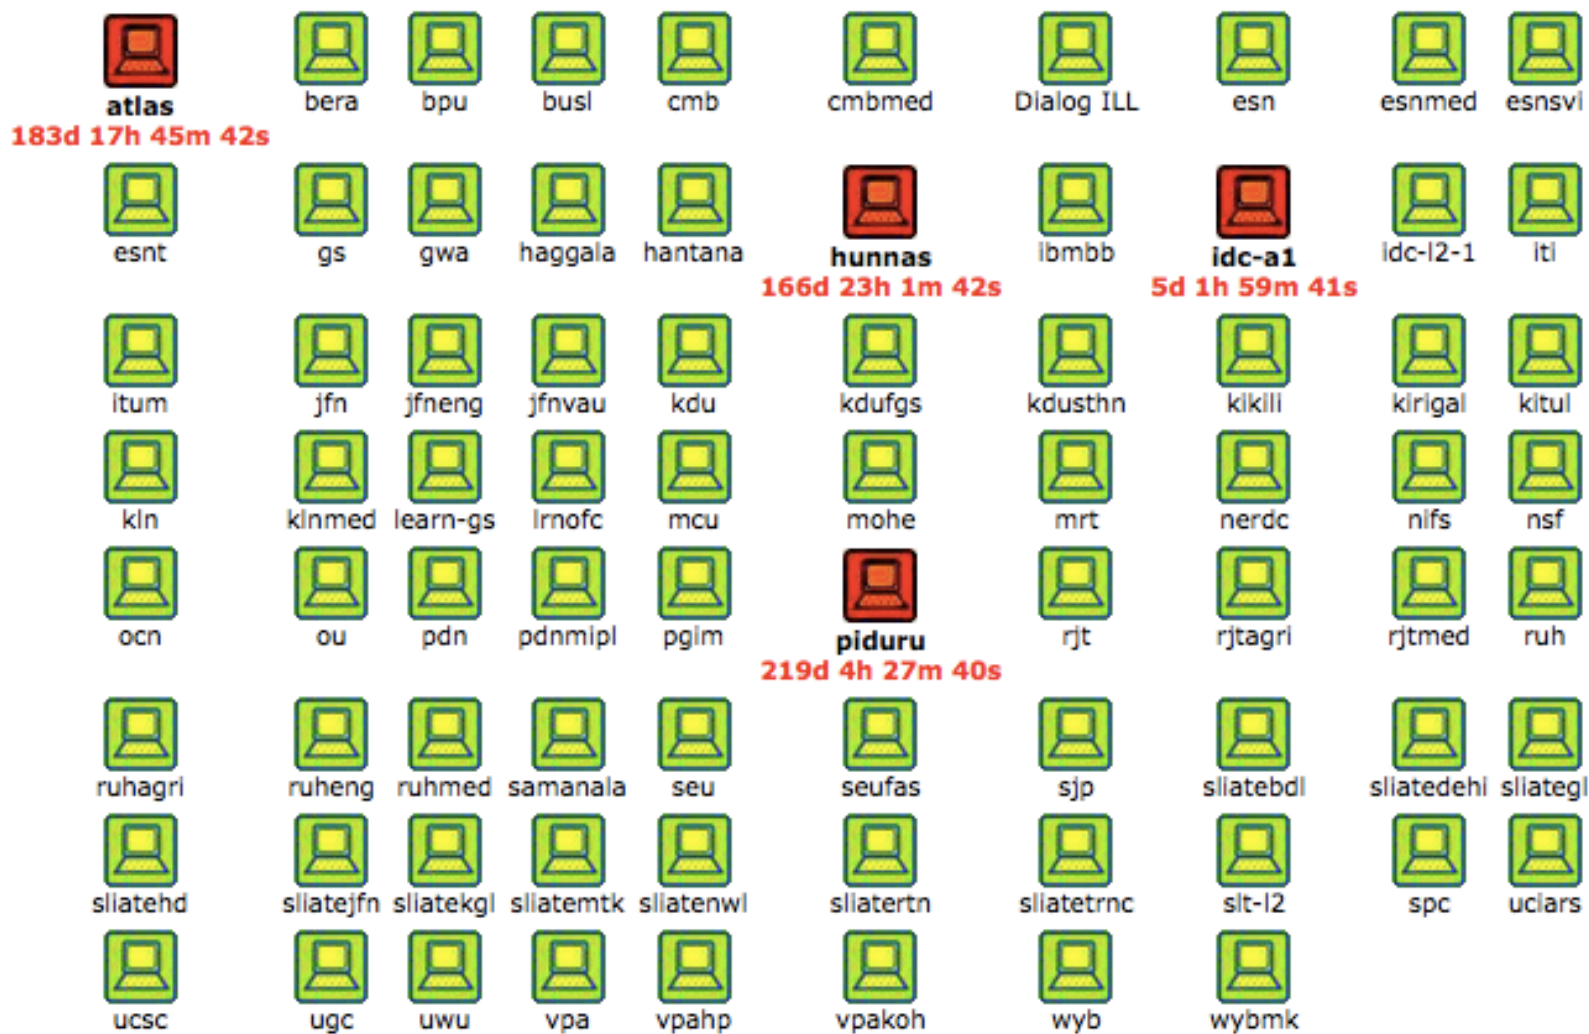 atlas bera bpu busl cmb cmbmed Dialog ILL esn esnmed esnsvl
183d 17h 45m 42s
esnt gs gwa haggala hantana hunnas ibmbb idc-a1 idc-l2-1 itl
166d 23h 1m 42s 5d 1h 59m 41s
itum jfn jfneng jfnvau kdu kdufgs kdusthn kikili kirigal kitul
kln klnmed learn-gs lrnofc mcu mohe mrt nerdc nlfs nsf
ocn ou pdn pdnmipl pgim piduru rjt rjtagri rjtmed ruh
219d 4h 27m 40s
ruhagri ruheng ruhmed samanala seu seufas sjp sliatebdl sliatedehi sliategl
sliatehd sliatejfn sliatekgl sliatemtk sliatenwl sliatertn sliatetrnc slt-l2 spc uclars
ucsc ugc uwu vpa vpahp vpakoh wyb wybmk